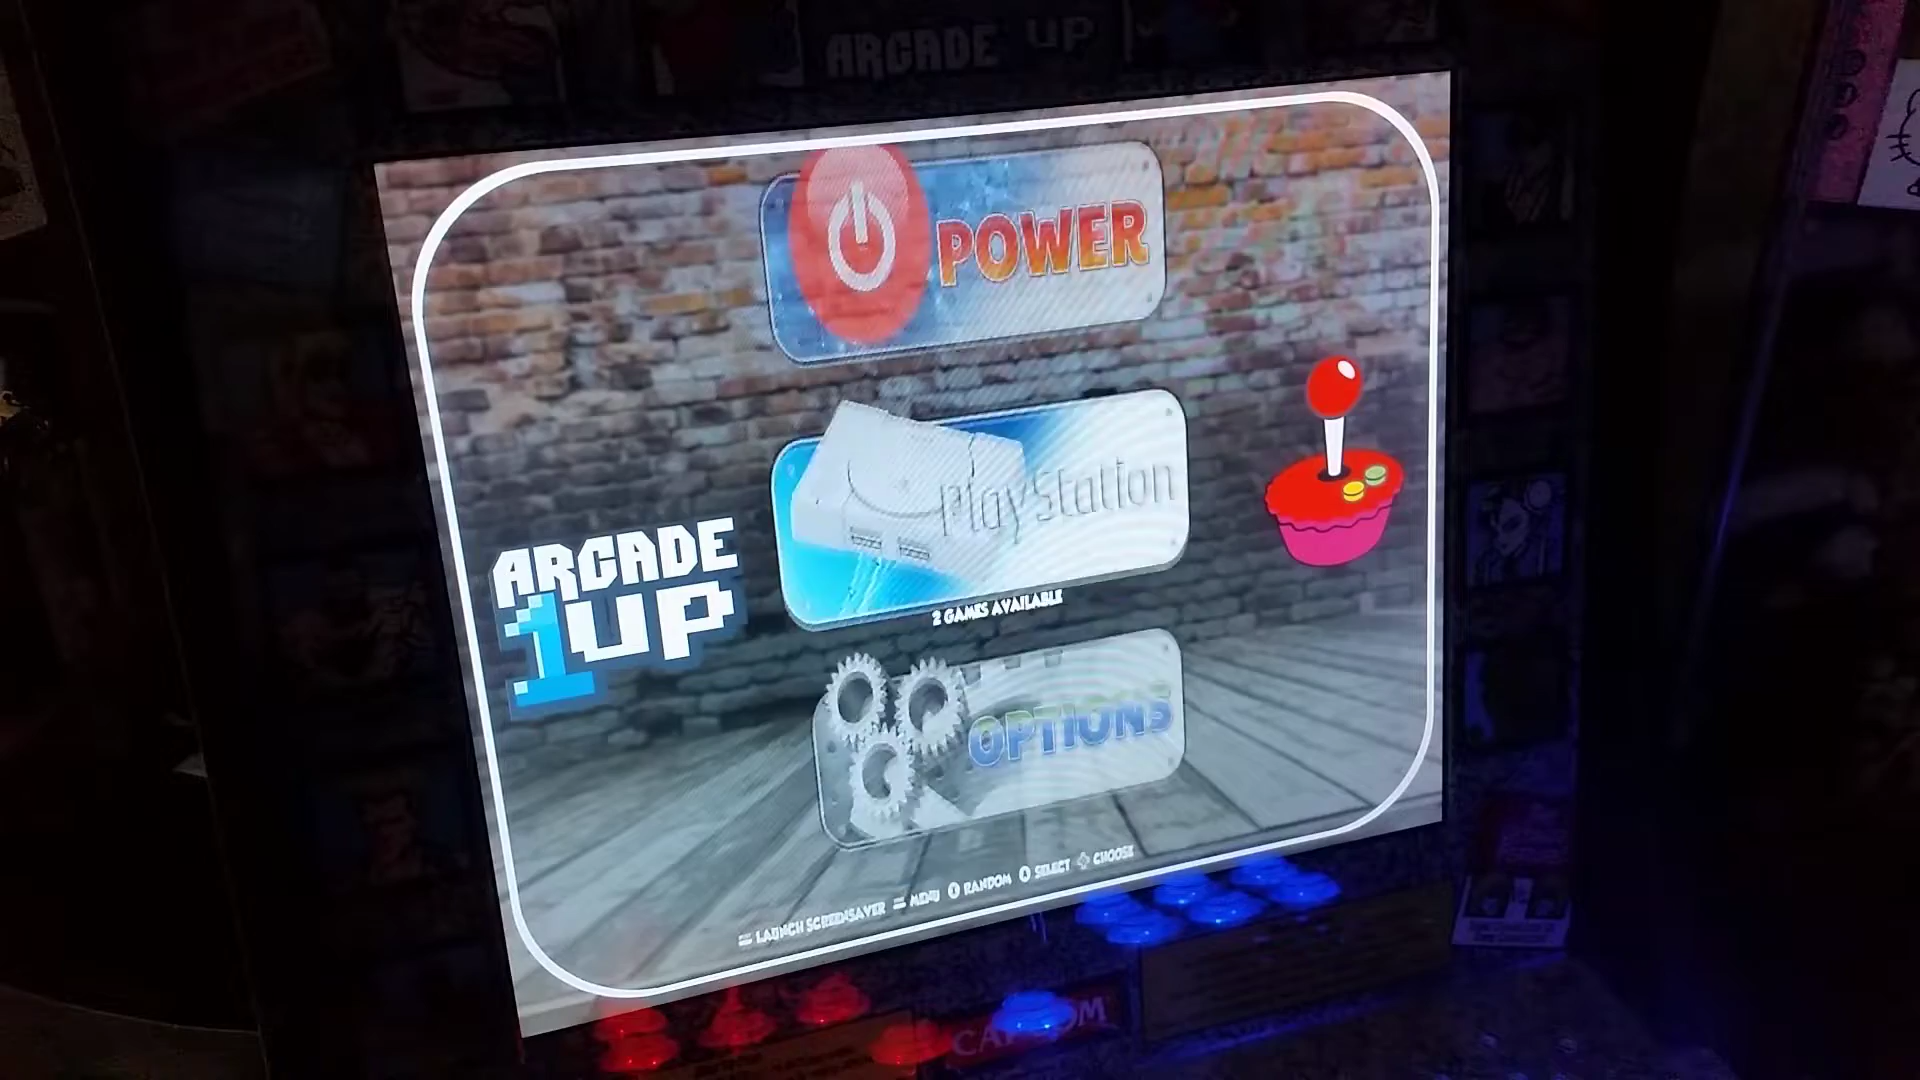 ARCADE UP
POWER
PlayStation
2 GAMES AVAILABLE
ARCADE
1UP
OPTIONS
LAUNCH SCREENSAVER MENU RANDOM A SELECT CHOOSE
CAPCOM